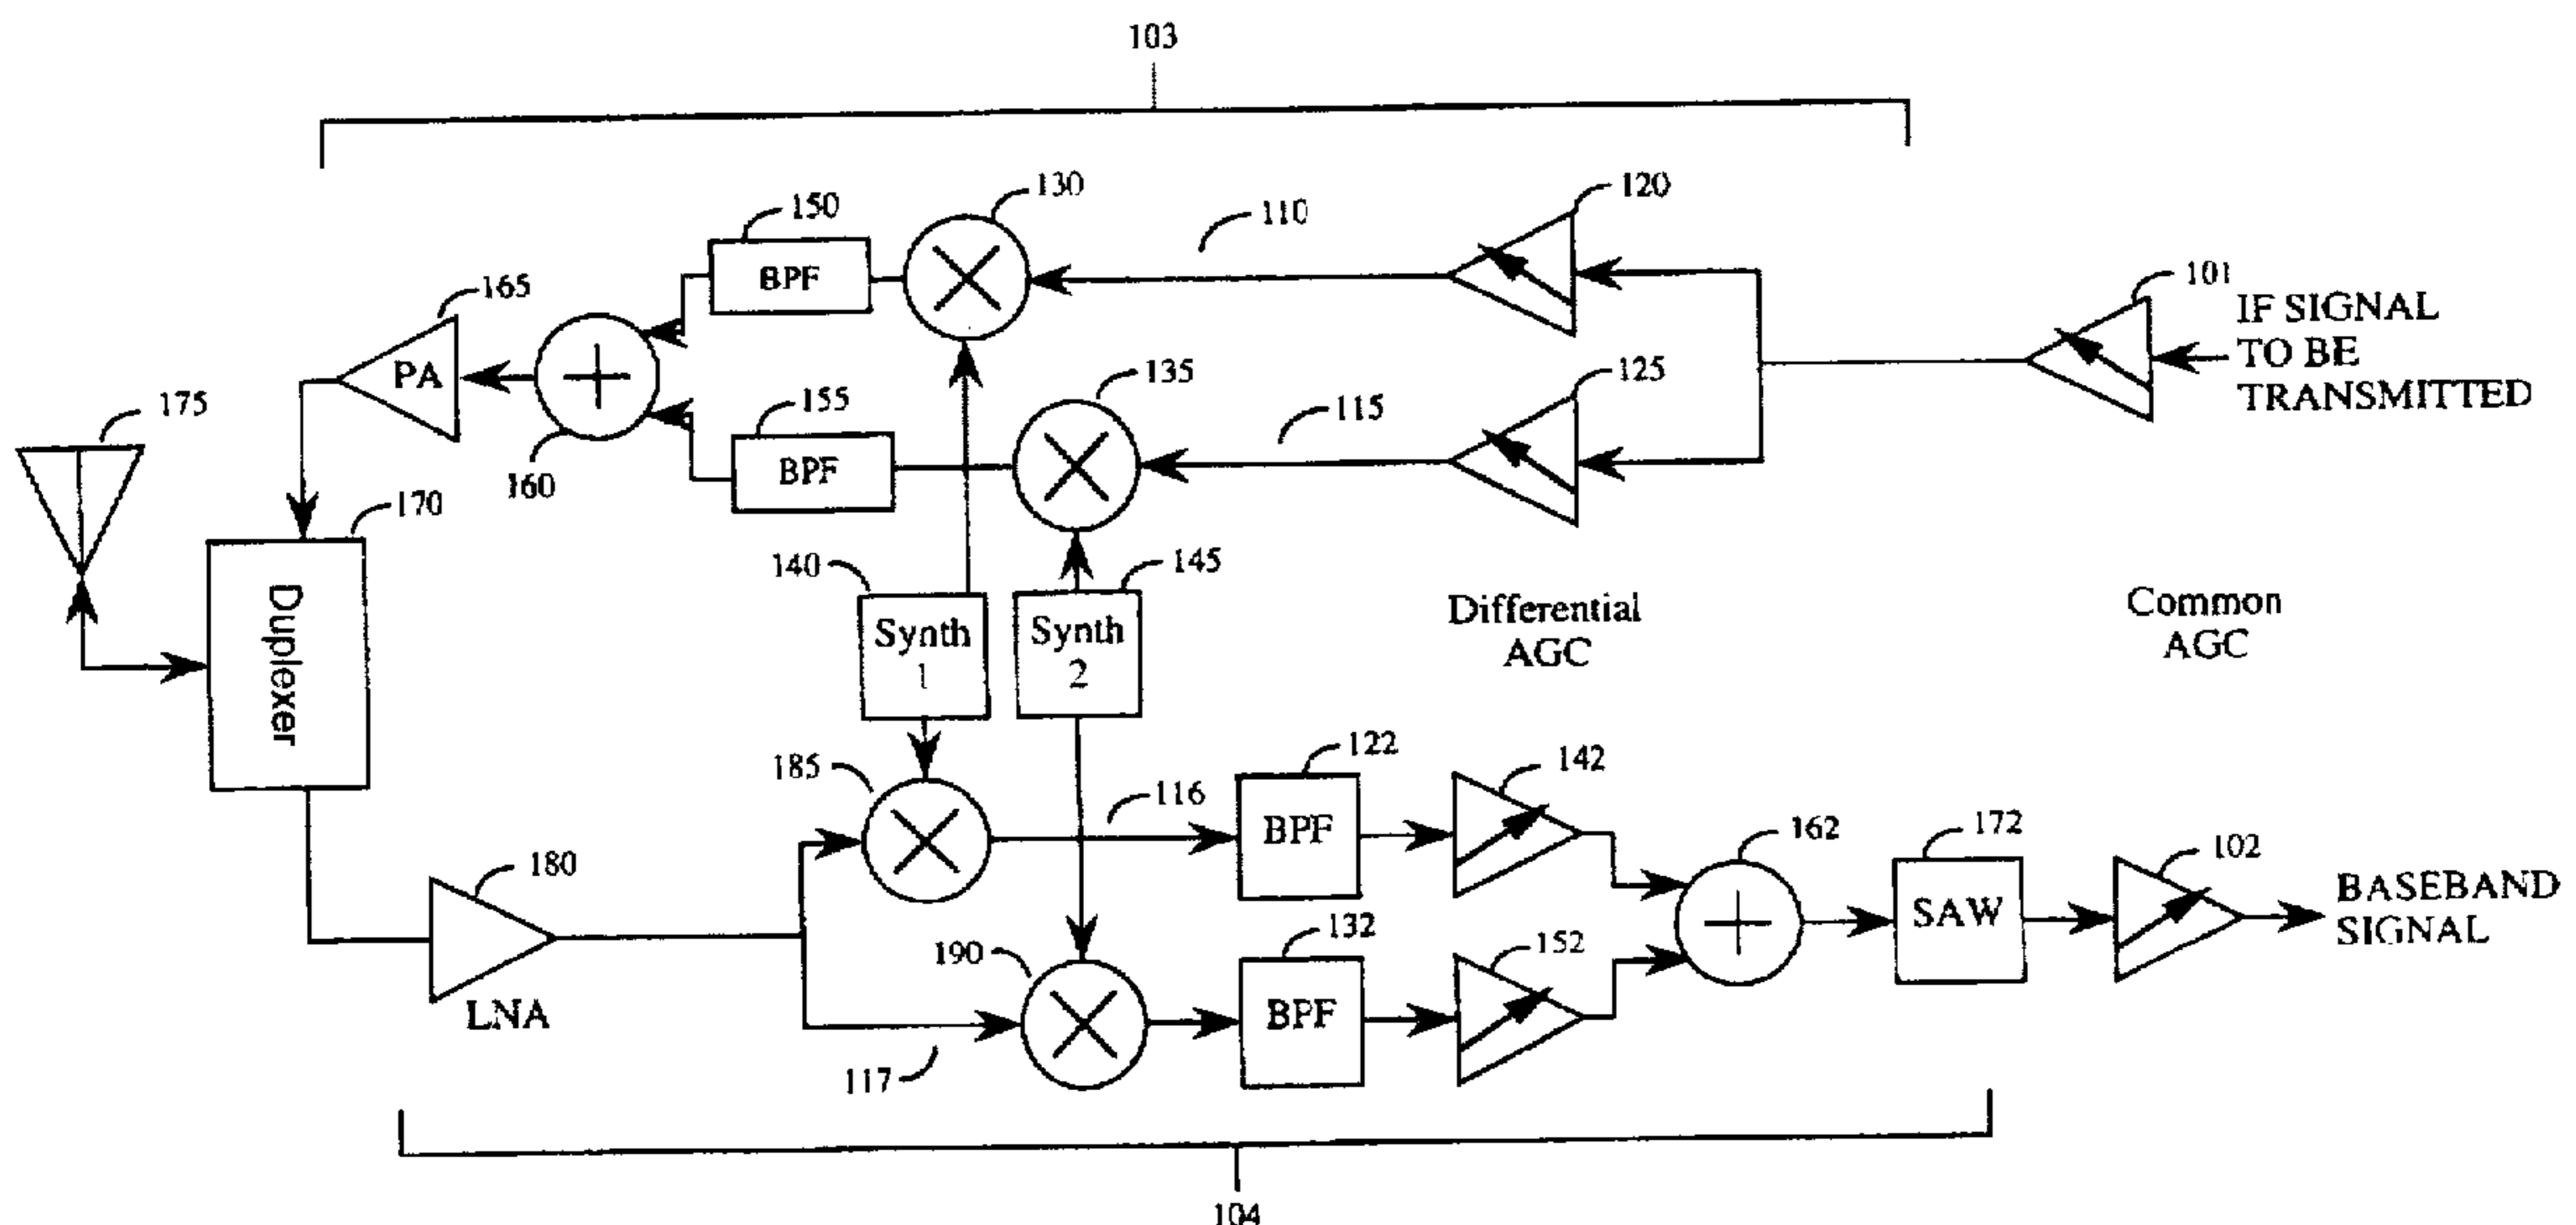 103
130
120
150
110
101
IF SIGNAL
TO BE
TRANSMITTED
BPF
165
PA
135
125
175
155
115
160
BPF
170
140
145
Duplexer
Synth
1
Synth
2
Differential
AGC
Common
AGC
185
122
142
116
BPF
162
172
102
180
SAW
BASEBAND
SIGNAL
190
132
152
LNA
BPF
117
104